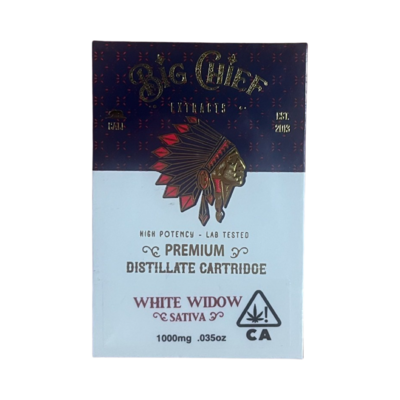 Big Chief
EXTRACTS
CALI
EST.
2013
HIGH POTENCY - LAB TESTED
PREMIUM
DISTILLATE CARTRIDGE
WHITE WIDOW
SATIVA
!
CA
1000mg .035oz